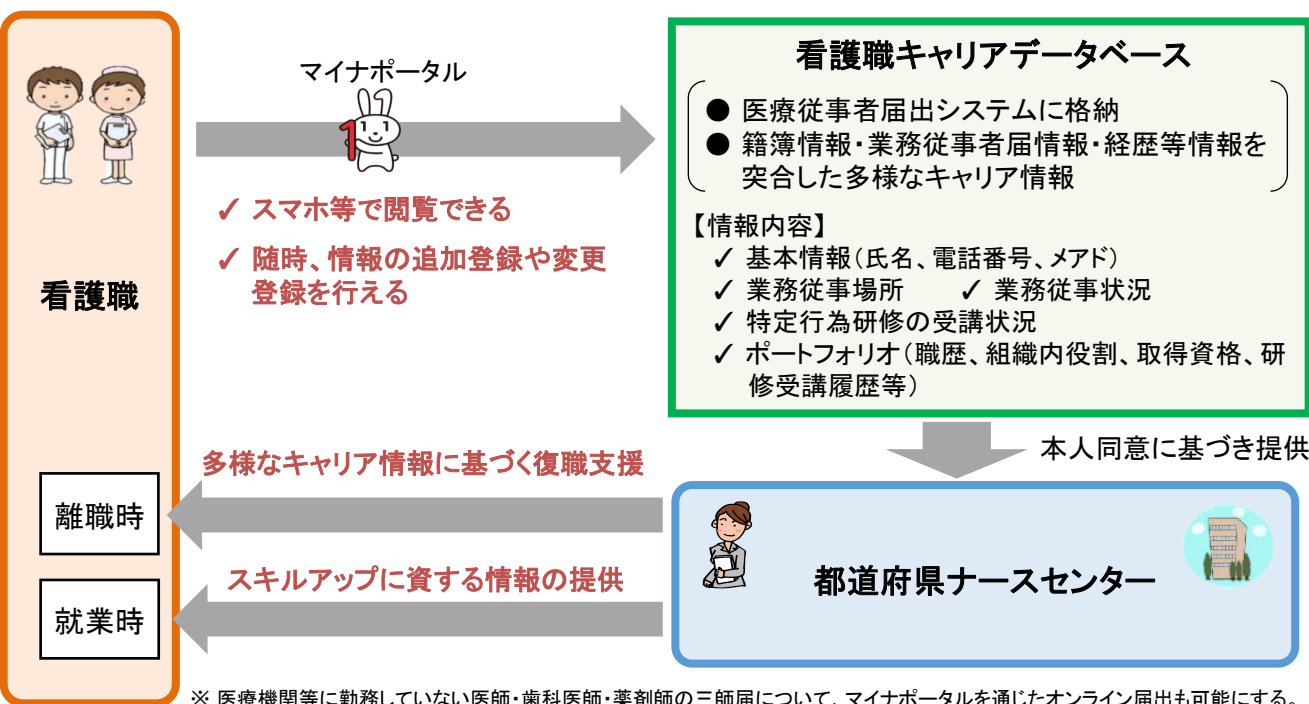 看護職
離職時
就業時
マイナポータル
1
✓ スマホ等で閲覧できる
✓ 随時、情報の追加登録や変更
登録を行える
看護職キャリアデータベース
● 医療従事者届出システムに格納
● 籍簿情報・業務従事者届情報・経歴等情報を
突合した多様なキャリア情報
【情報内容】
✓ 基本情報(氏名、電話番号、メアド)
✓ 業務従事場所 ✓ 業務従事状況
✓ 特定行為研修の受講状況
✓ ポートフォリオ(職歴、組織内役割、取得資格、研
修受講履歴等)
本人同意に基づき提供
多様なキャリア情報に基づく復職支援
スキルアップに資する情報の提供
都道府県ナースセンター
※ 医療機関等に勤務していない医師・歯科医師・薬剤師の三師届について、マイナポータルを通じたオンライン届出も可能にする。